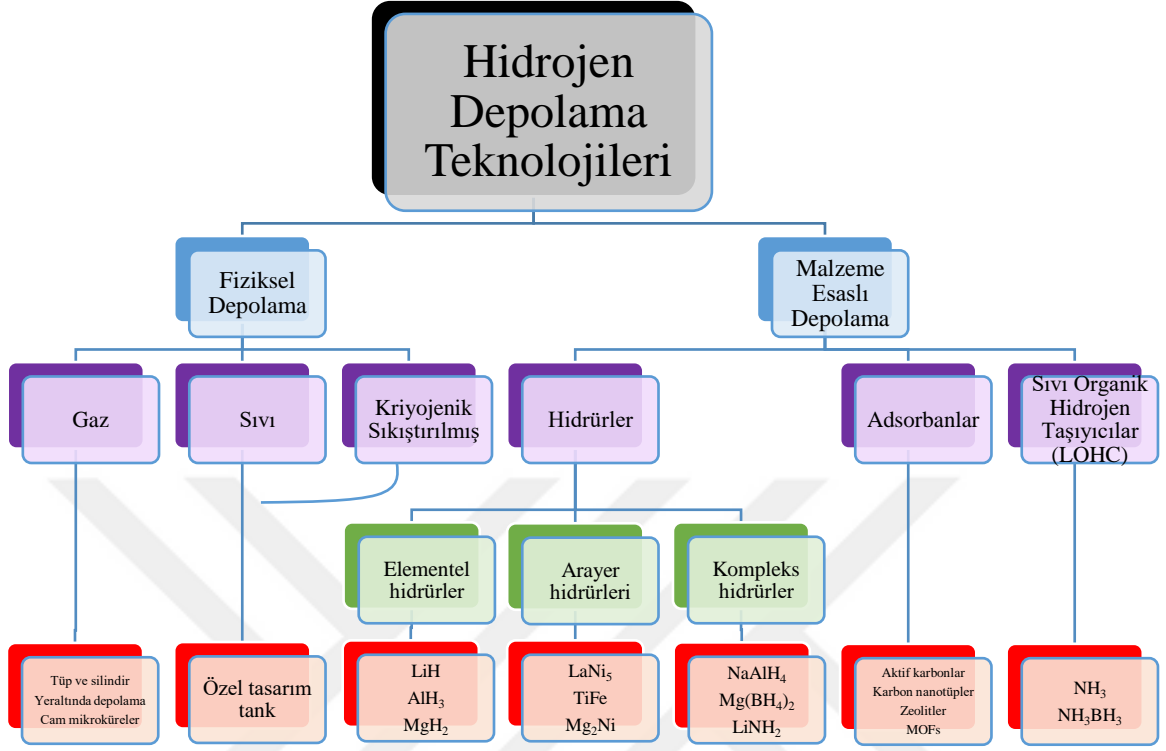 Hidrojen
Depolama
Teknolojileri
Fiziksel
Depolama
Malzeme
Esaslı
Depolama
Gaz
Sıvı
Kriyojenik
Sıkıştırılmış
Hidrürler
Adsorbanlar
Sıvı Organik
Hidrojen
Taşıyıcılar
(LOHC)
Elementel
hidrürler
Arayer
hidrürleri
Kompleks
hidrürler
Tüp ve silindir
Yeraltında depolama
Cam mikroküreler
Özel tasarım
tank
LiH
AlH₃
MgH₂
LaNi₅
TiFe
Mg₂Ni
NaAlH₄
Mg(BH₄)₂
LiNH₂
Aktif karbonlar
Karbon nanotüpler
Zeolitler
MOFs
NH₃
NH₃BH₃